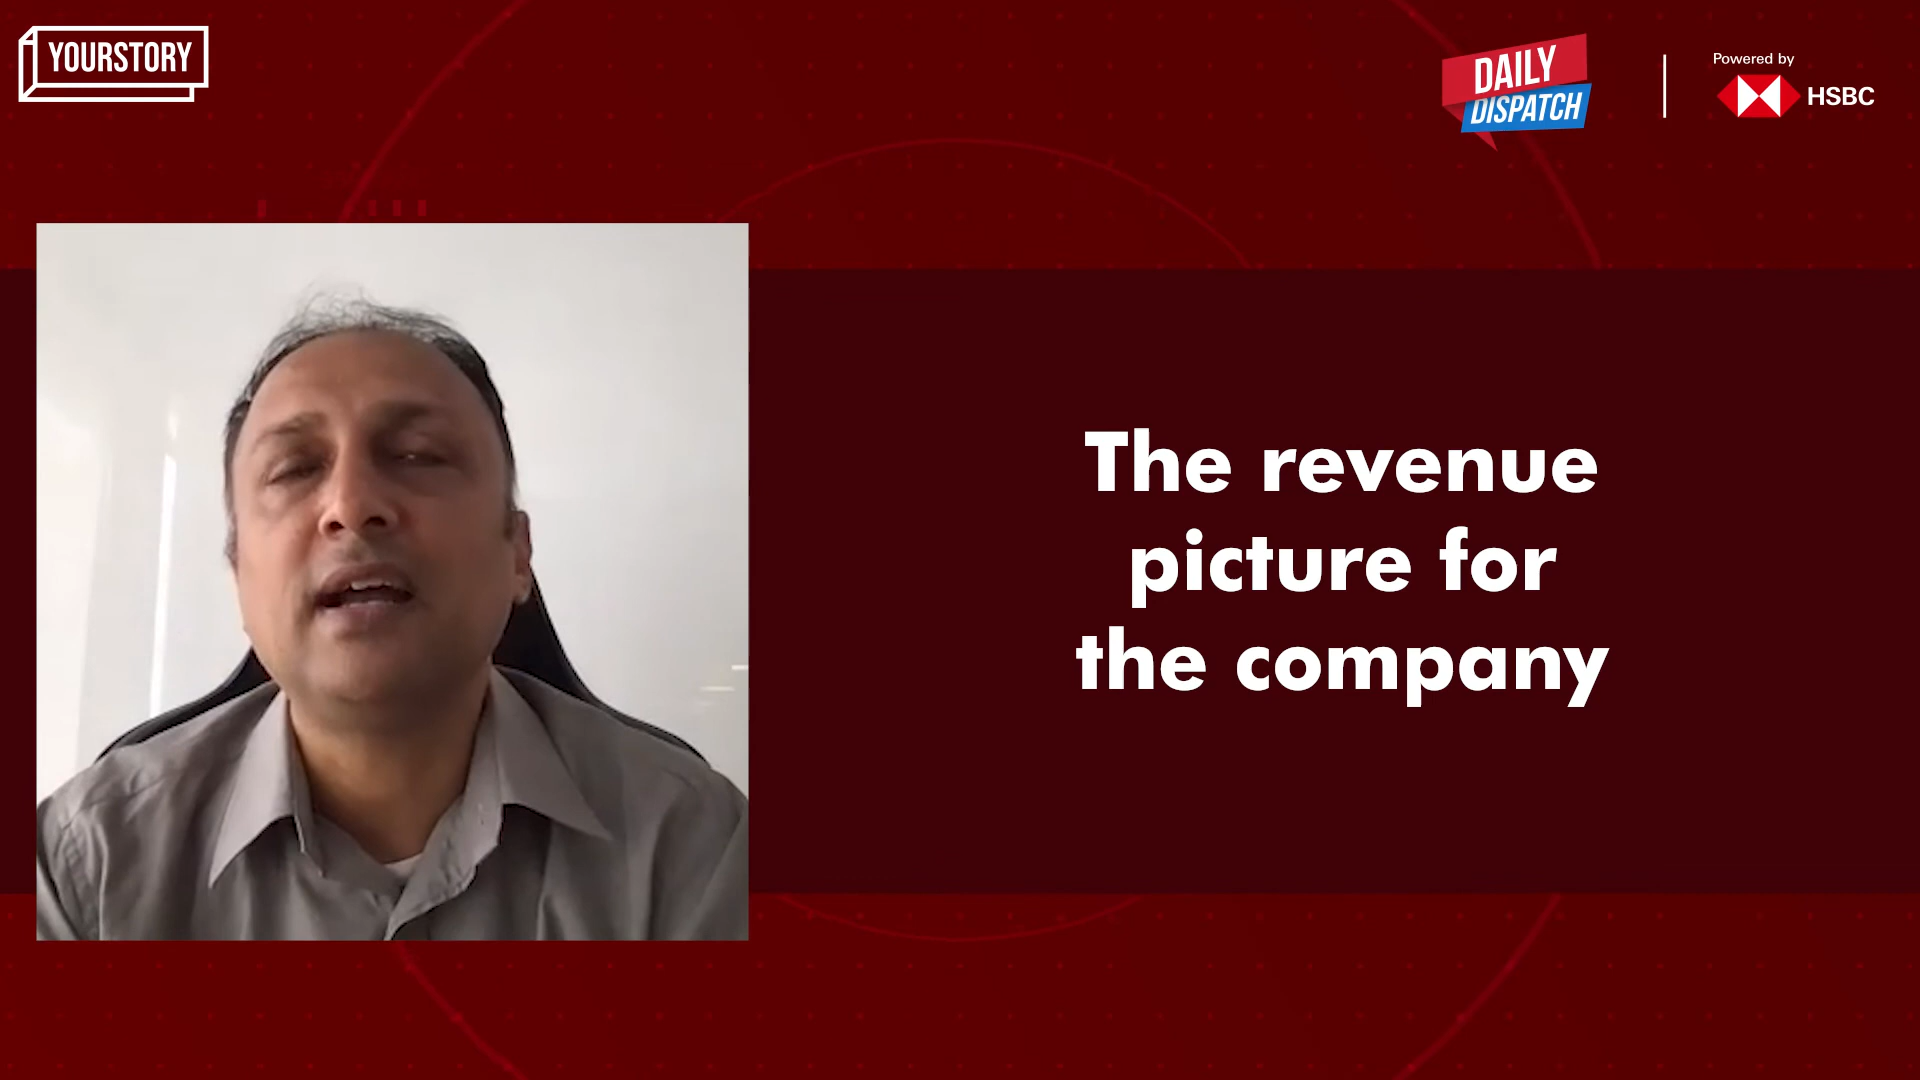 YOURSTORY
DAILY
DISPATCH
Powered by
HSBC
The revenue
picture for
the company